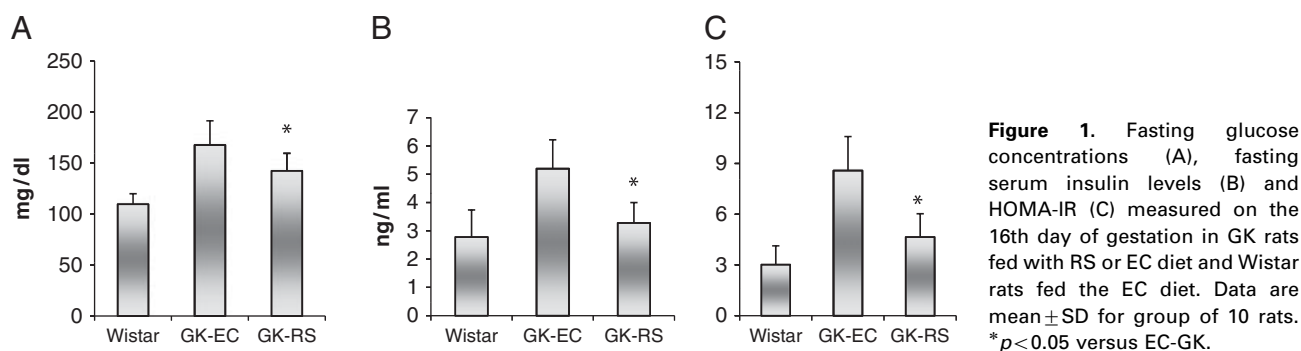 A
250
200
150
100
50
0
mg/dl
*
Wistar GK-EC GK-RS
B
7
6
5
4
3
2
1
0
ng/ml
*
Wistar GK-EC GK-RS
C
15
12
9
6
3
0
*
Wistar GK-EC GK-RS
Figure 1. Fasting glucose
concentrations (A), fasting
serum insulin levels (B) and
HOMA-IR (C) measured on the
16th day of gestation in GK rats
fed with RS or EC diet and Wistar
rats fed the EC diet. Data are
mean±SD for group of 10 rats.
*p<0.05 versus EC-GK.